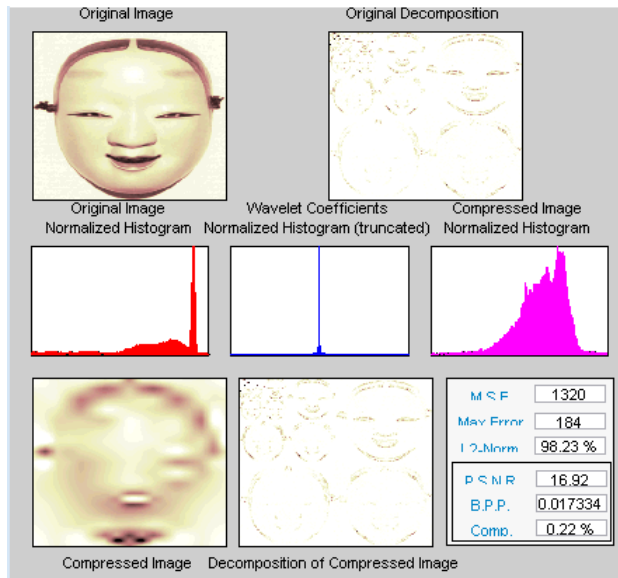 Original Image
Original Decomposition
Original Image
Normalized Histogram
Wavelet Coefficients
Normalized Histogram (truncated)
Compressed Image
Normalized Histogram
M.S.E. 1320
Max Error 184
L2-Norm 98.23 %
P.S.N.R. 16.92
B.P.P. 0.017334
Comp. 0.22 %
Compressed Image
Decomposition of Compressed Image